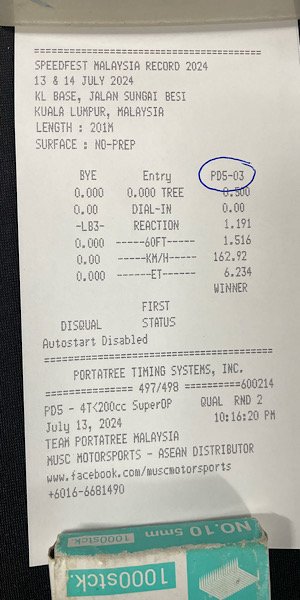 ==================================
SPEEDFEST MALAYSIA RECORD 2024
13 & 14 JULY 2024
KL BASE, JALAN SUNGAI BESI
KUALA LUMPUR, MALAYSIA
LENGTH : 201M
SURFACE : NO-PREP
BYE Entry PD5-03
0.000 0.000 TREE 0.500
0.00 DIAL-IN 0.00
-LB3- REACTION 1.191
0.000 ------60FT----- 1.516
0.00 -----KM/H----- 162.92
0.000 ------ET----- 6.234
WINNER
FIRST
DISQUAL STATUS
Autostart Disabled
==================================
PORTATREE TIMING SYSTEMS, INC.
============== 497/498 ==========600214
PD5 - 4T<200cc SuperOP QUAL RND 2
July 13, 2024 10:16:20 PM
TEAM PORTATREE MALAYSIA
MUSC MOTORSPORTS - ASEAN DISTRIBUTOR
www.facebook.com/muscmotorsports
+6016-6681490
NO.10 5mm
1000stck.
1000stck.